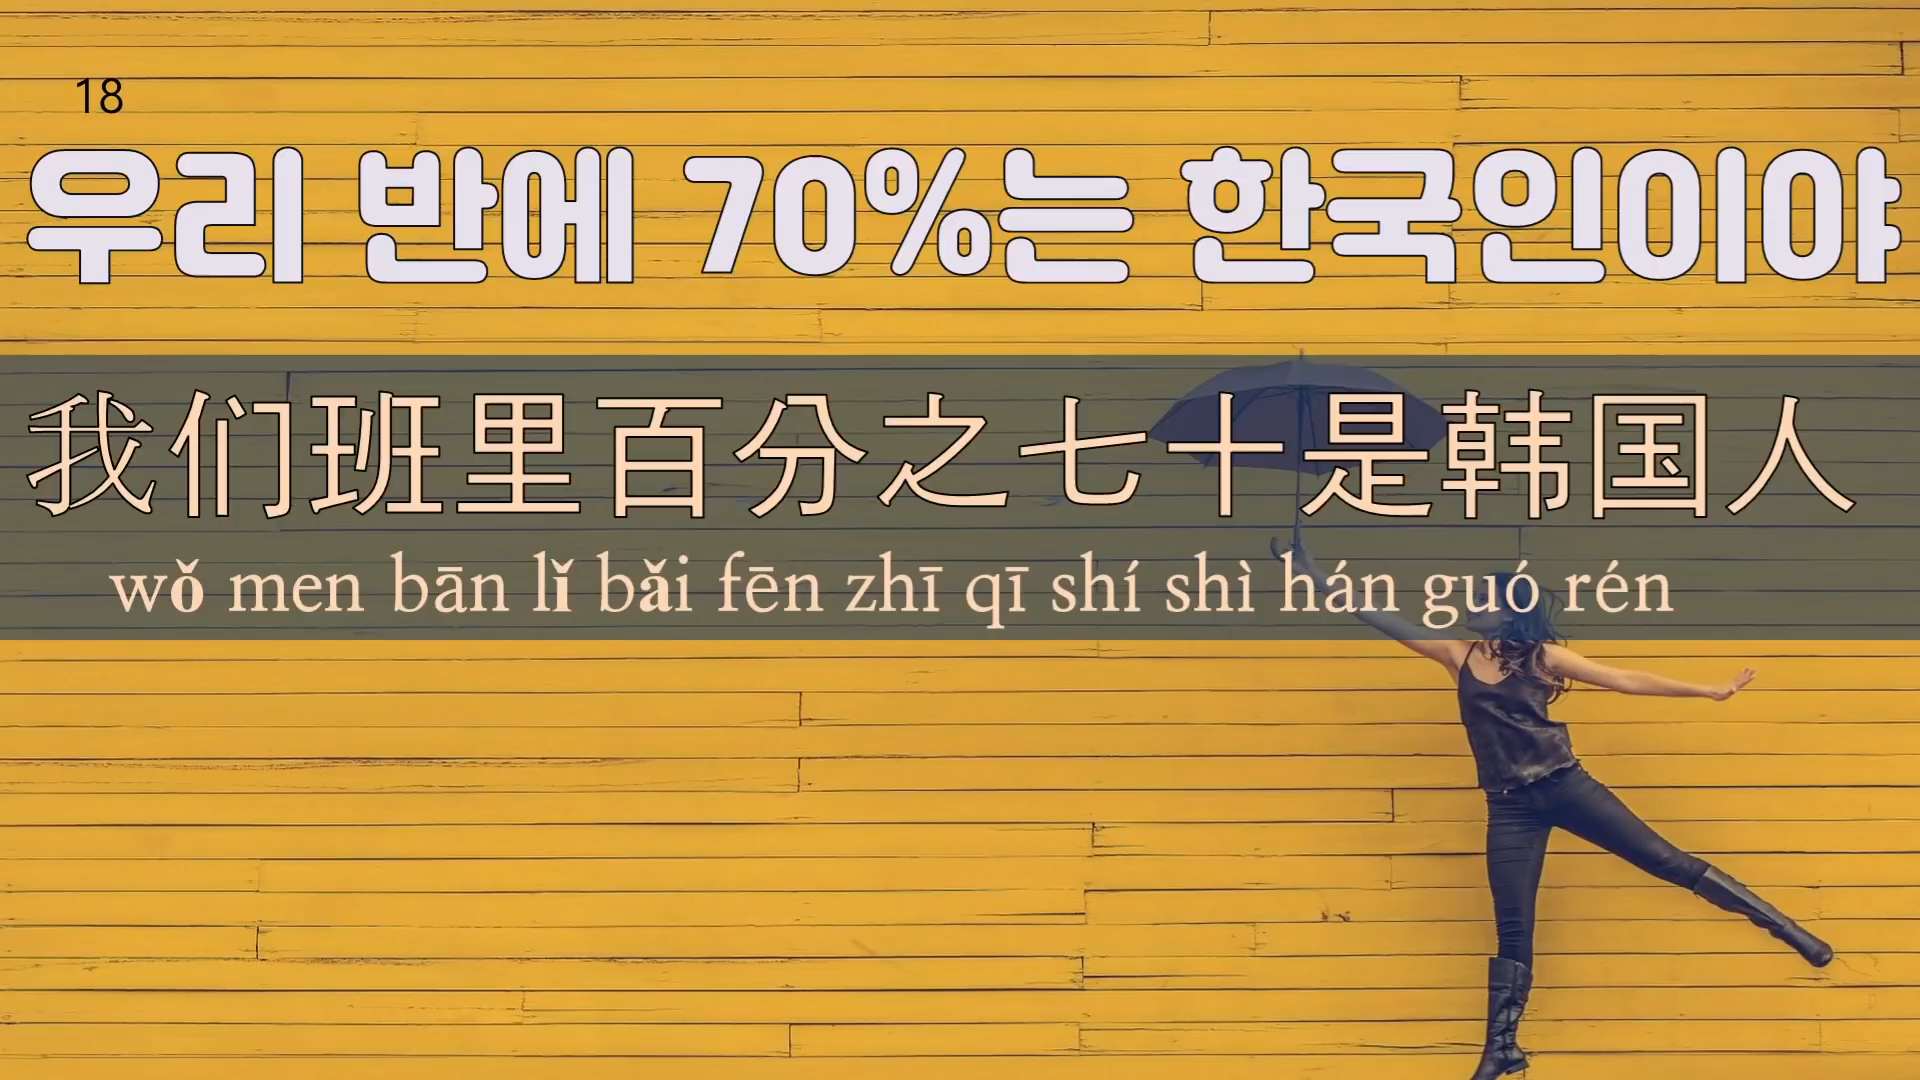 18
우리 반에 70%는 한국인이야
我们班里百分之七十是韩国人
wǒ men bān lǐ bǎi fēn zhī qī shí shì hán guó rén